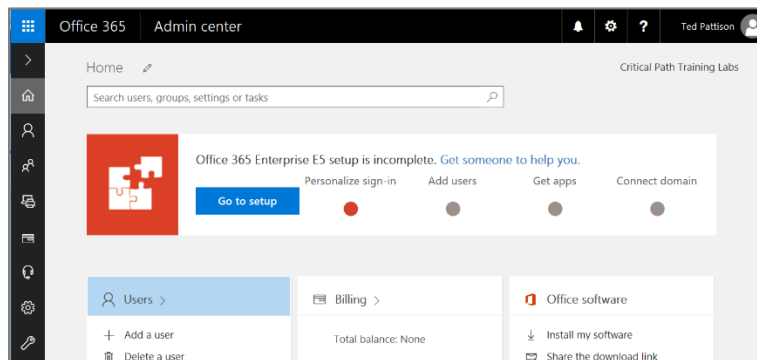 Office 365 Admin center ? Ted Pattison
Home Critical Path Training Labs
Search users, groups, settings or tasks
Office 365 Enterprise E5 setup is incomplete. Get someone to help you.
Go to setup Personalize sign-in Add users Get apps Connect domain
Users > Billing > Office software
Add a user Total balance: None Install my software
Delete a user Share the download link